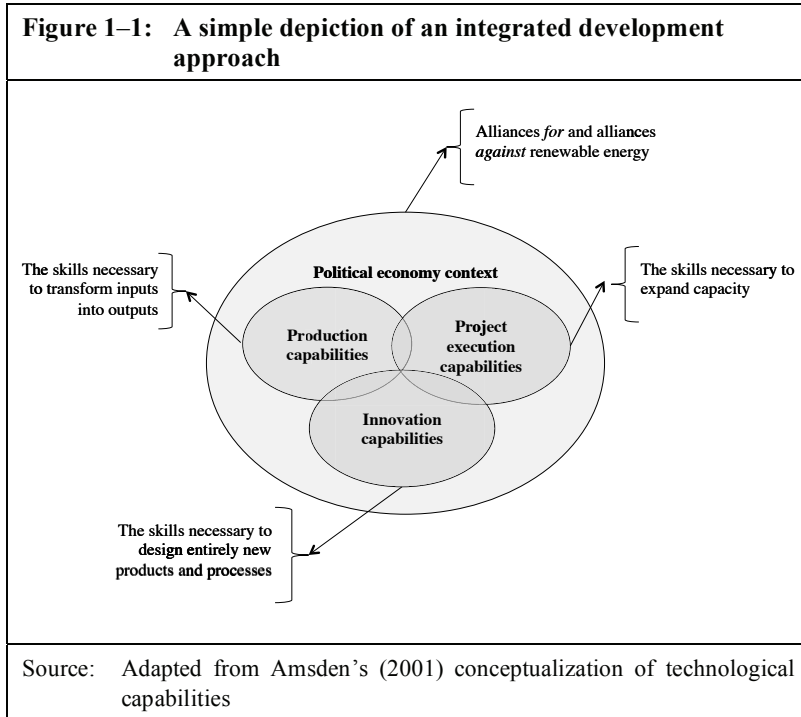 Figure 1–1: A simple depiction of an integrated development
approach
Alliances for and alliances
against renewable energy
Political economy context
The skills necessary
to transform inputs
into outputs
The skills necessary to
expand capacity
Production
capabilities
Project
execution
capabilities
Innovation
capabilities
The skills necessary to
design entirely new
products and processes
Source: Adapted from Amsden’s (2001) conceptualization of technological
capabilities